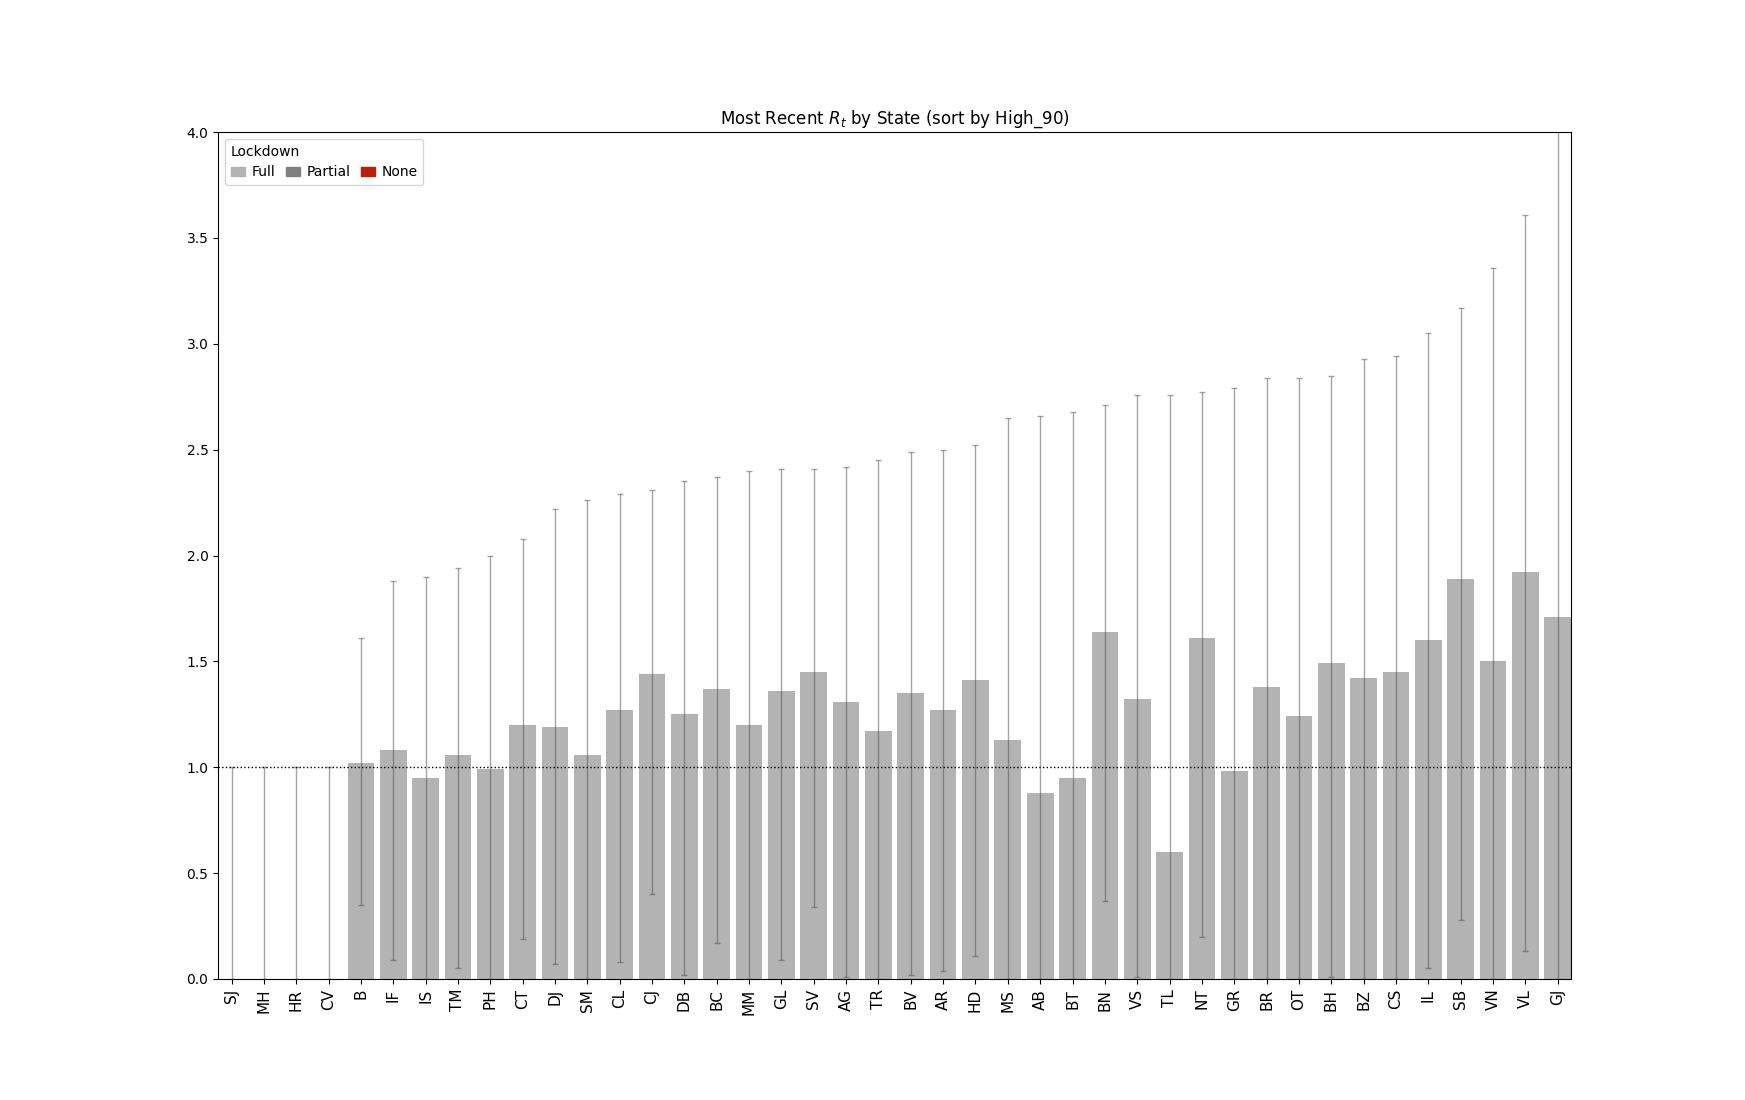 Most Recent R_t by State (sort by High_90)
Lockdown
Full Partial None
4.0
3.5
3.0
2.5
2.0
1.5
1.0
0.5
0.0
SJ MH HR CV B IF IS TM PH CT DJ SM CL CJ DB BC MM GL SV AG TR BV AR HD MS AB BT BN VS TL NT GR BR OT BH BZ CS IL SB VN VL GJ